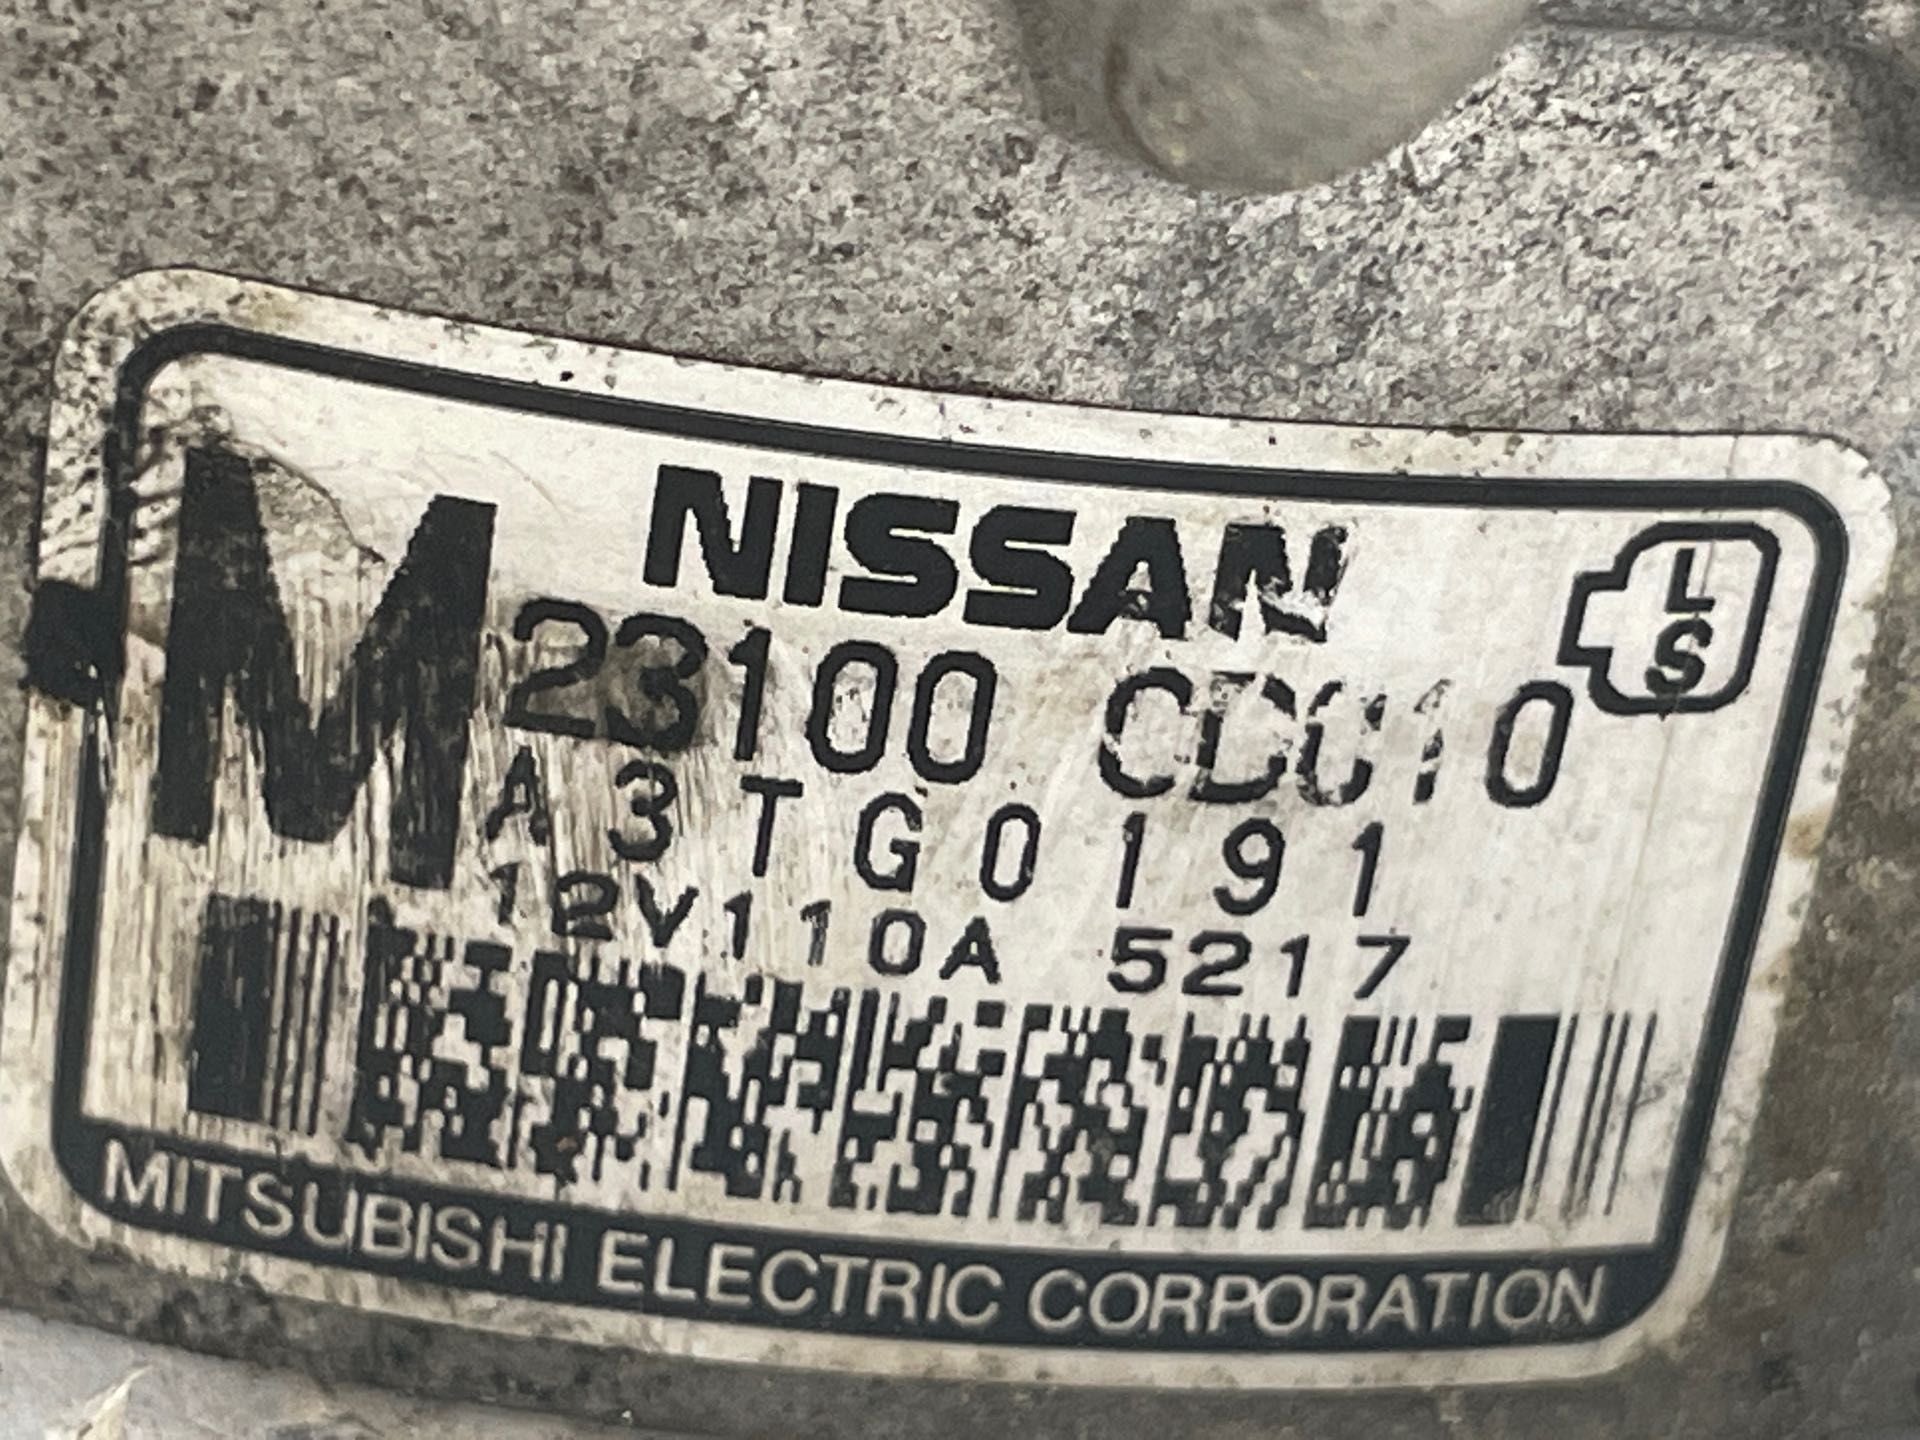 NISSAN
L
S
M
23100 CD010
A3TG0191
12V110A 5217
MITSUBISHI ELECTRIC CORPORATION